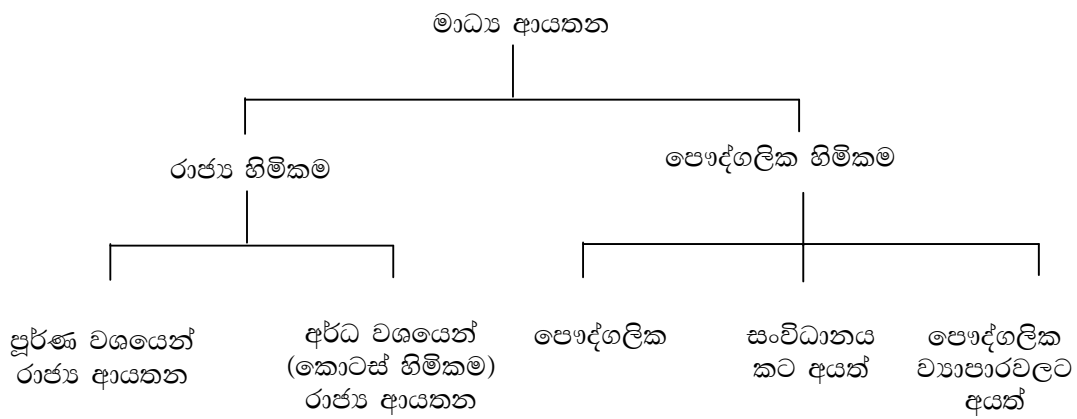 මාධ්‍ය ආයතන
රාජ්‍ය හිමිකම
පෞද්ගලික හිමිකම
පූර්ණ වශයෙන්
රාජ්‍ය ආයතන
අර්ධ වශයෙන්
(කොටස් හිමිකම)
රාජ්‍ය ආයතන
පෞද්ගලික
සංවිධානය
කට අයත්
පෞද්ගලික
ව්‍යාපාරවලට
අයත්